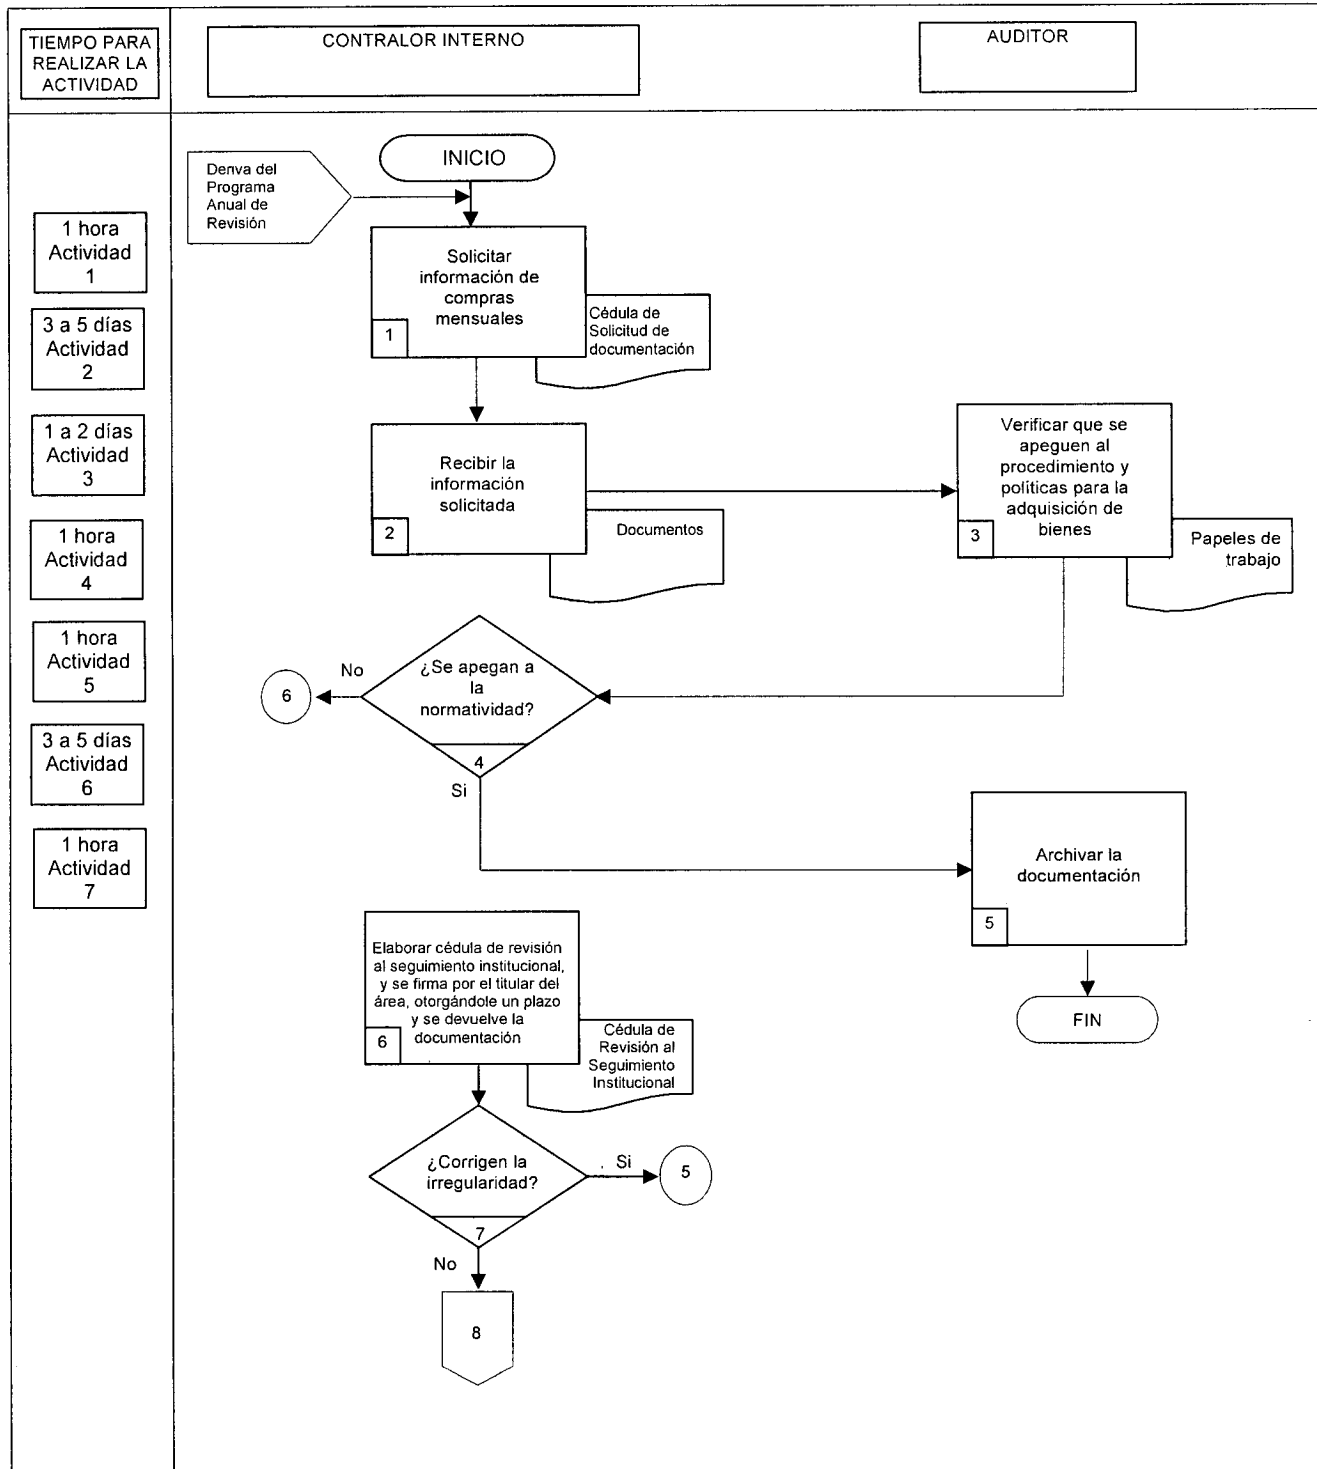 TIEMPO PARA
REALIZAR LA
ACTIVIDAD
CONTRALOR INTERNO
AUDITOR
1 hora
Actividad
1
3 a 5 días
Actividad
2
1 a 2 días
Actividad
3
1 hora
Actividad
4
1 hora
Actividad
5
3 a 5 días
Actividad
6
1 hora
Actividad
7
INICIO
Deriva del
Programa
Anual de
Revisión
Solicitar
información de
compras
mensuales
1
Cédula de
Solicitud de
documentación
Recibir la
información
solicitada
2
Documentos
Verificar que se
apeguen al
procedimiento y
políticas para la
adquisición de
bienes
3
Papeles de
trabajo
¿Se apegan a
la
normatividad?
4
No
6
Si
Archivar la
documentación
5
FIN
Elaborar cédula de revisión
al seguimiento institucional,
y se firma por el titular del
área, otorgándole un plazo
y se devuelve la
documentación
6
Cédula de
Revisión al
Seguimiento
Institucional
¿Corrigen la
irregularidad?
7
Si
5
No
8